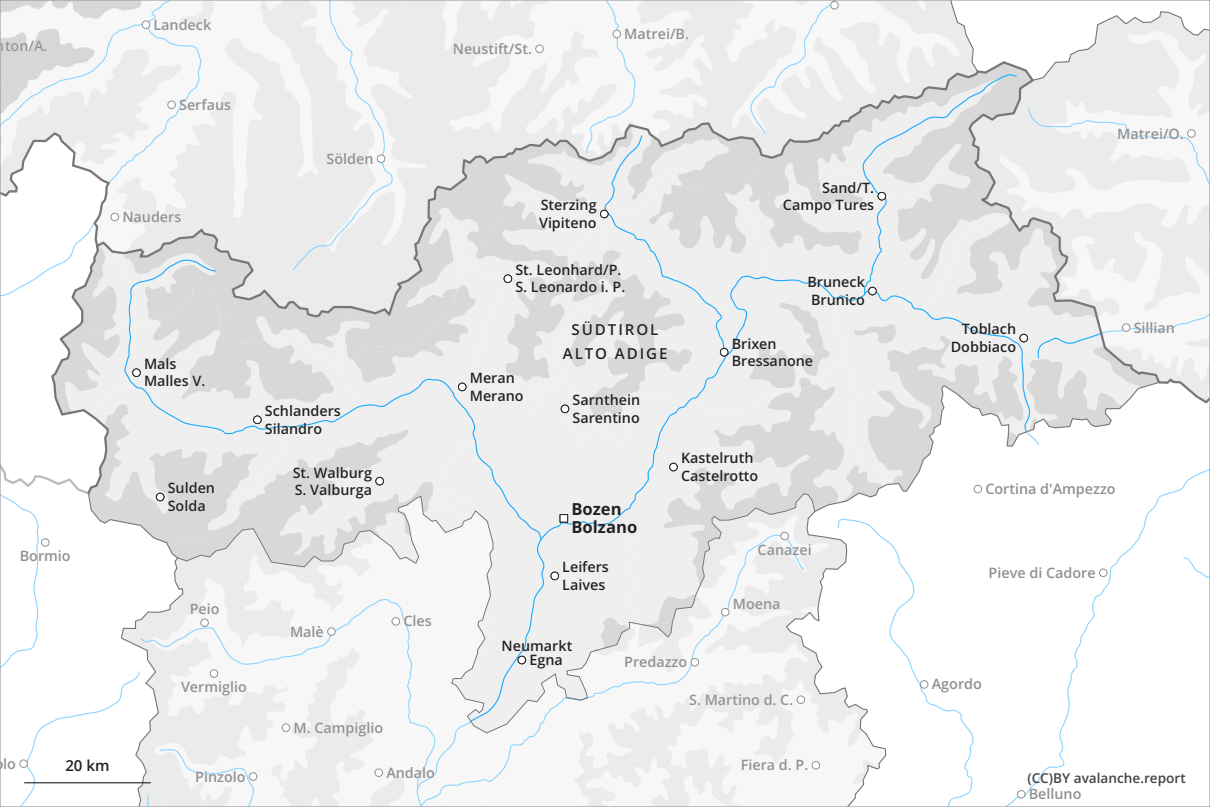 Landeck
Matrei/B.
nton/A.
Neustift/St.
Serfaus
Matrei/O.
Sölden
Sand/T.
Campo Tures
Sterzing
Vipiteno
Nauders
St. Leonhard/P.
S. Leonardo i. P.
Bruneck
Brunico
SÜDTIROL
ALTO ADIGE
Toblach
Dobbiaco
Sillian
Brixen
Bressanone
Mals
Malles V.
Meran
Merano
Sarnthein
Sarentino
Schlanders
Silandro
Kastelruth
Castelrotto
St. Walburg
S. Valburga
Sulden
Solda
Cortina d'Ampezzo
Bozen
Bolzano
Bormio
Canazei
Leifers
Laives
Pieve di Cadore
Peio
Moena
Malè
Cles
Neumarkt
Egna
Predazzo
Vermiglio
Agordo
S. Martino d. C.
M. Campiglio
olo
20 km
Pinzolo
Andalo
Fiera d. P.
(CC)BY avalanche.report
Belluno